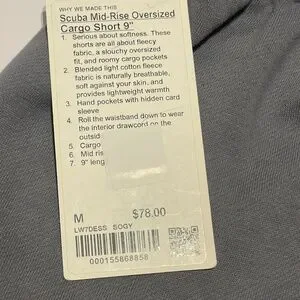 WHY WE MADE THIS
Scuba Mid-Rise Oversized
Cargo Short 9"
1. Serious about softness. These
shorts are all about fleecy
fabric, a slouchy oversized
fit, and roomy cargo pockets
2. Blended light cotton fleece
fabric is naturally breathable,
soft against your skin, and
provides lightweight warmth
3. Hand pockets with hidden card
sleeve
4. Roll the waistband down to wear
the interior drawcord on the
outsid
5. Cargo
6. Mid ris
7. 9" leng
M $78.00
LW7DESS SOGY
000155868858